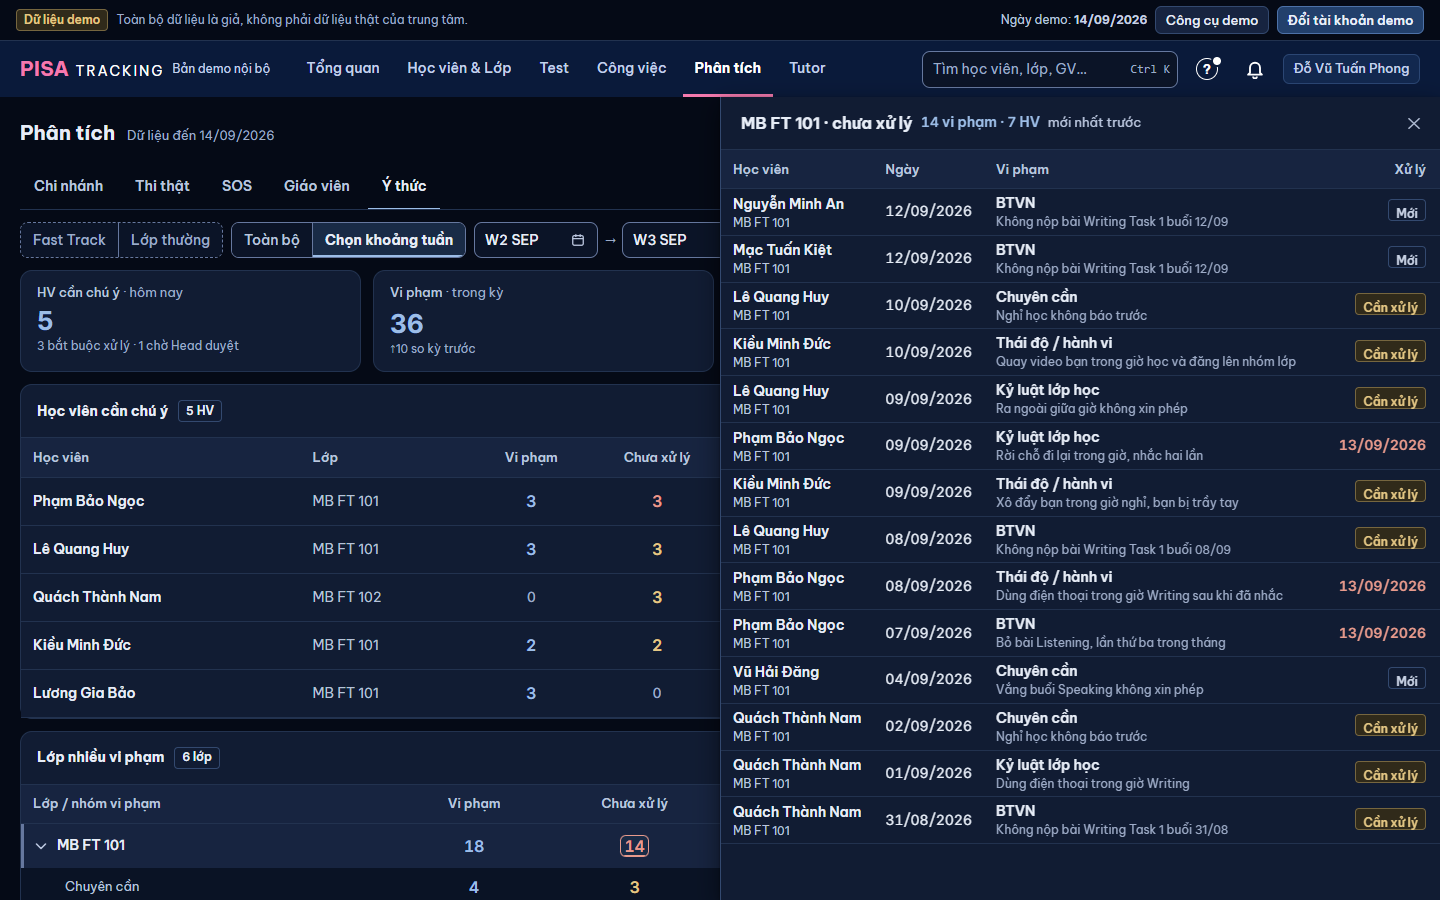 Dữ liệu demo Toàn bộ dữ liệu là giả, không phải dữ liệu thật của trung tâm. Ngày demo: 14/09/2026 Công cụ demo Đổi tài khoản demo
PISA TRACKING Bản demo nội bộ Tổng quan Học viên & Lớp Test Công việc Phân tích Tutor Tìm học viên, lớp, GV... Ctrl K ? Đỗ Vũ Tuấn Phong
Phân tích Dữ liệu đến 14/09/2026
Chi nhánh Thi thật SOS Giáo viên Ý thức
Fast Track Lớp thường Toàn bộ Chọn khoảng tuần W2 SEP → W3 SEP
HV cần chú ý · hôm nay
5
3 bắt buộc xử lý · 1 chờ Head duyệt
Vi phạm · trong kỳ
36
↑10 so kỳ trước
Học viên cần chú ý 5 HV
Học viên Lớp Vi phạm Chưa xử lý
Phạm Bảo Ngọc MB FT 101 3 3
Lê Quang Huy MB FT 101 3 3
Quách Thành Nam MB FT 102 0 3
Kiều Minh Đức MB FT 101 2 2
Lương Gia Bảo MB FT 101 3 0
Lớp nhiều vi phạm 6 lớp
Lớp / nhóm vi phạm Vi phạm Chưa xử lý
MB FT 101 18 14
Chuyên cần 4 3
MB FT 101 · chưa xử lý 14 vi phạm · 7 HV mới nhất trước
Học viên Ngày Vi phạm Xử lý
Nguyễn Minh An 12/09/2026 BTVN Mới
MB FT 101 Không nộp bài Writing Task 1 buổi 12/09
Mạc Tuấn Kiệt 12/09/2026 BTVN Mới
MB FT 101 Không nộp bài Writing Task 1 buổi 12/09
Lê Quang Huy 10/09/2026 Chuyên cần Cần xử lý
MB FT 101 Nghỉ học không báo trước
Kiều Minh Đức 10/09/2026 Thái độ / hành vi Cần xử lý
MB FT 101 Quay video bạn trong giờ học và đăng lên nhóm lớp
Lê Quang Huy 09/09/2026 Kỷ luật lớp học Cần xử lý
MB FT 101 Ra ngoài giữa giờ không xin phép
Phạm Bảo Ngọc 09/09/2026 Kỷ luật lớp học 13/09/2026
MB FT 101 Rời chỗ đi lại trong giờ, nhắc hai lần
Kiều Minh Đức 09/09/2026 Thái độ / hành vi Cần xử lý
MB FT 101 Xô đẩy bạn trong giờ nghỉ, bạn bị trầy tay
Lê Quang Huy 08/09/2026 BTVN Cần xử lý
MB FT 101 Không nộp bài Writing Task 1 buổi 08/09
Phạm Bảo Ngọc 08/09/2026 Thái độ / hành vi 13/09/2026
MB FT 101 Dùng điện thoại trong giờ Writing sau khi đã nhắc
Phạm Bảo Ngọc 07/09/2026 BTVN 13/09/2026
MB FT 101 Bỏ bài Listening, lần thứ ba trong tháng
Vũ Hải Đăng 04/09/2026 Chuyên cần Mới
MB FT 101 Vắng buổi Speaking không xin phép
Quách Thành Nam 02/09/2026 Chuyên cần Cần xử lý
MB FT 101 Nghỉ học không báo trước
Quách Thành Nam 01/09/2026 Kỷ luật lớp học Cần xử lý
MB FT 101 Dùng điện thoại trong giờ Writing
Quách Thành Nam 31/08/2026 BTVN Cần xử lý
MB FT 101 Không nộp bài Writing Task 1 buổi 31/08